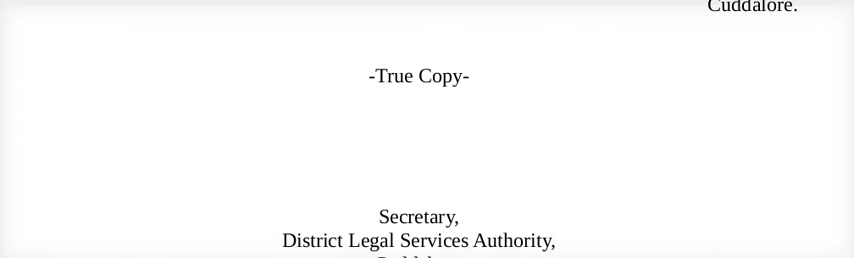 Cuddalore.
-True Copy-
Secretary,
District Legal Services Authority,